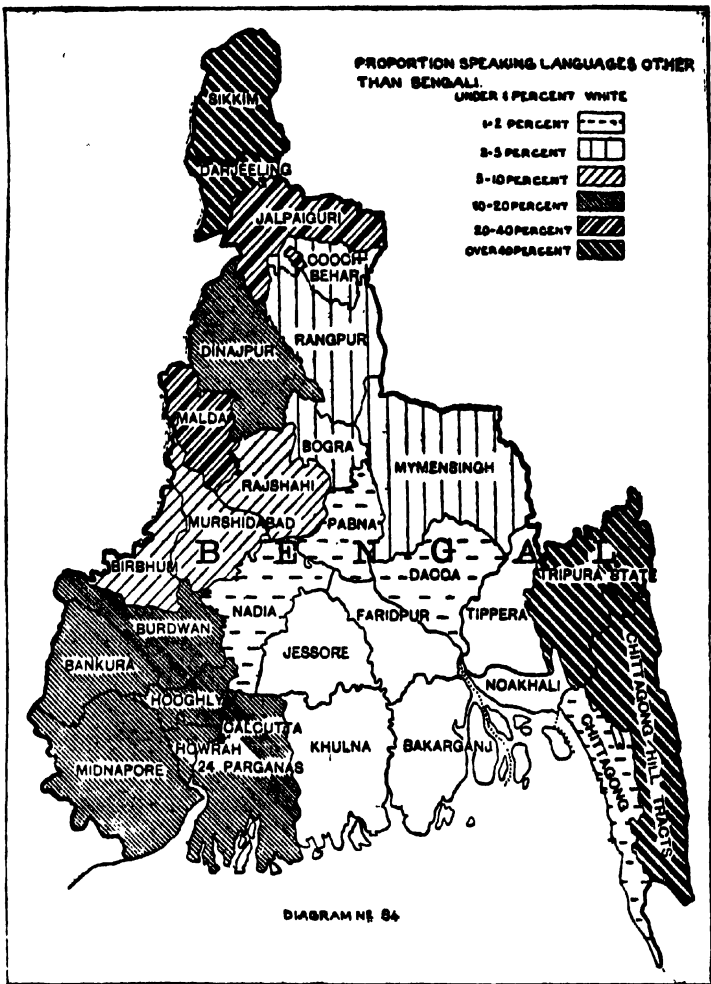 PROPORTION SPEAKING LANGUAGES OTHER
THAN BENGALI.
UNDER 1 PERCENT WHITE
1-2 PERCENT
2-5 PERCENT
5-10 PERCENT
10-20 PERCENT
20-40 PERCENT
OVER 40 PERCENT
SIKKIM
DARJEELING
JALPAIGURI
COOCH
BEHAR
RANGPUR
DINAJPUR
MALDA
BOGRA
MYMENSINGH
RAJSHAHI
PABNA
MURSHIDABAD
BENGAL
BIRBHUM
DACCA
TRIPURA STATE
NADIA
FARIDPUR
TIPPERA
BURDWAN
JESSORE
BANKURA
CHITTAGONG HILL TRACTS
NOAKHALI
HOOGHLY
CALCUTTA
CHITTAGONG
HOWRAH
KHULNA
BAKARGANJ
MIDNAPORE
24 PARGANAS
DIAGRAM NE 84